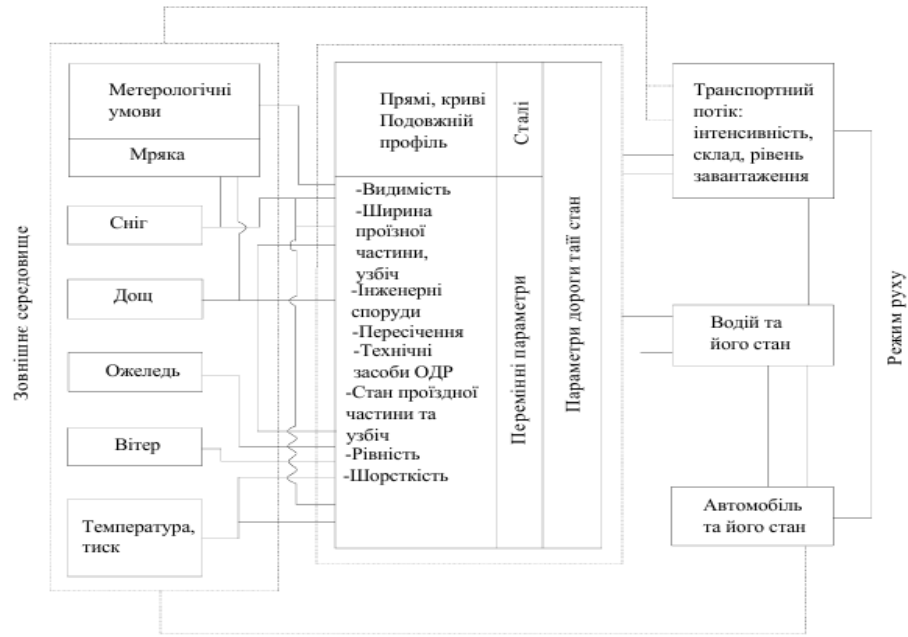 Зовнішнє середовище
Метерологічні
умови
Мряка
Сніг
Дощ
Ожеледь
Вітер
Температура,
тиск
Прямі, криві
Подовжній
профіль
Сталі
-Видимість
-Ширина
проїзної
частини,
узбіч
-Інженерні
споруди
-Пересічення
-Технічні
засоби ОДР
-Стан проїздної
частини та
узбіч
-Рівність
-Шорсткість
Перемінні параметри
Параметри дороги таїї стан
Транспортний
потік:
інтенсивність,
склад, рівень
завантаження
Водій та
його стан
Автомобіль
та його стан
Режим руху